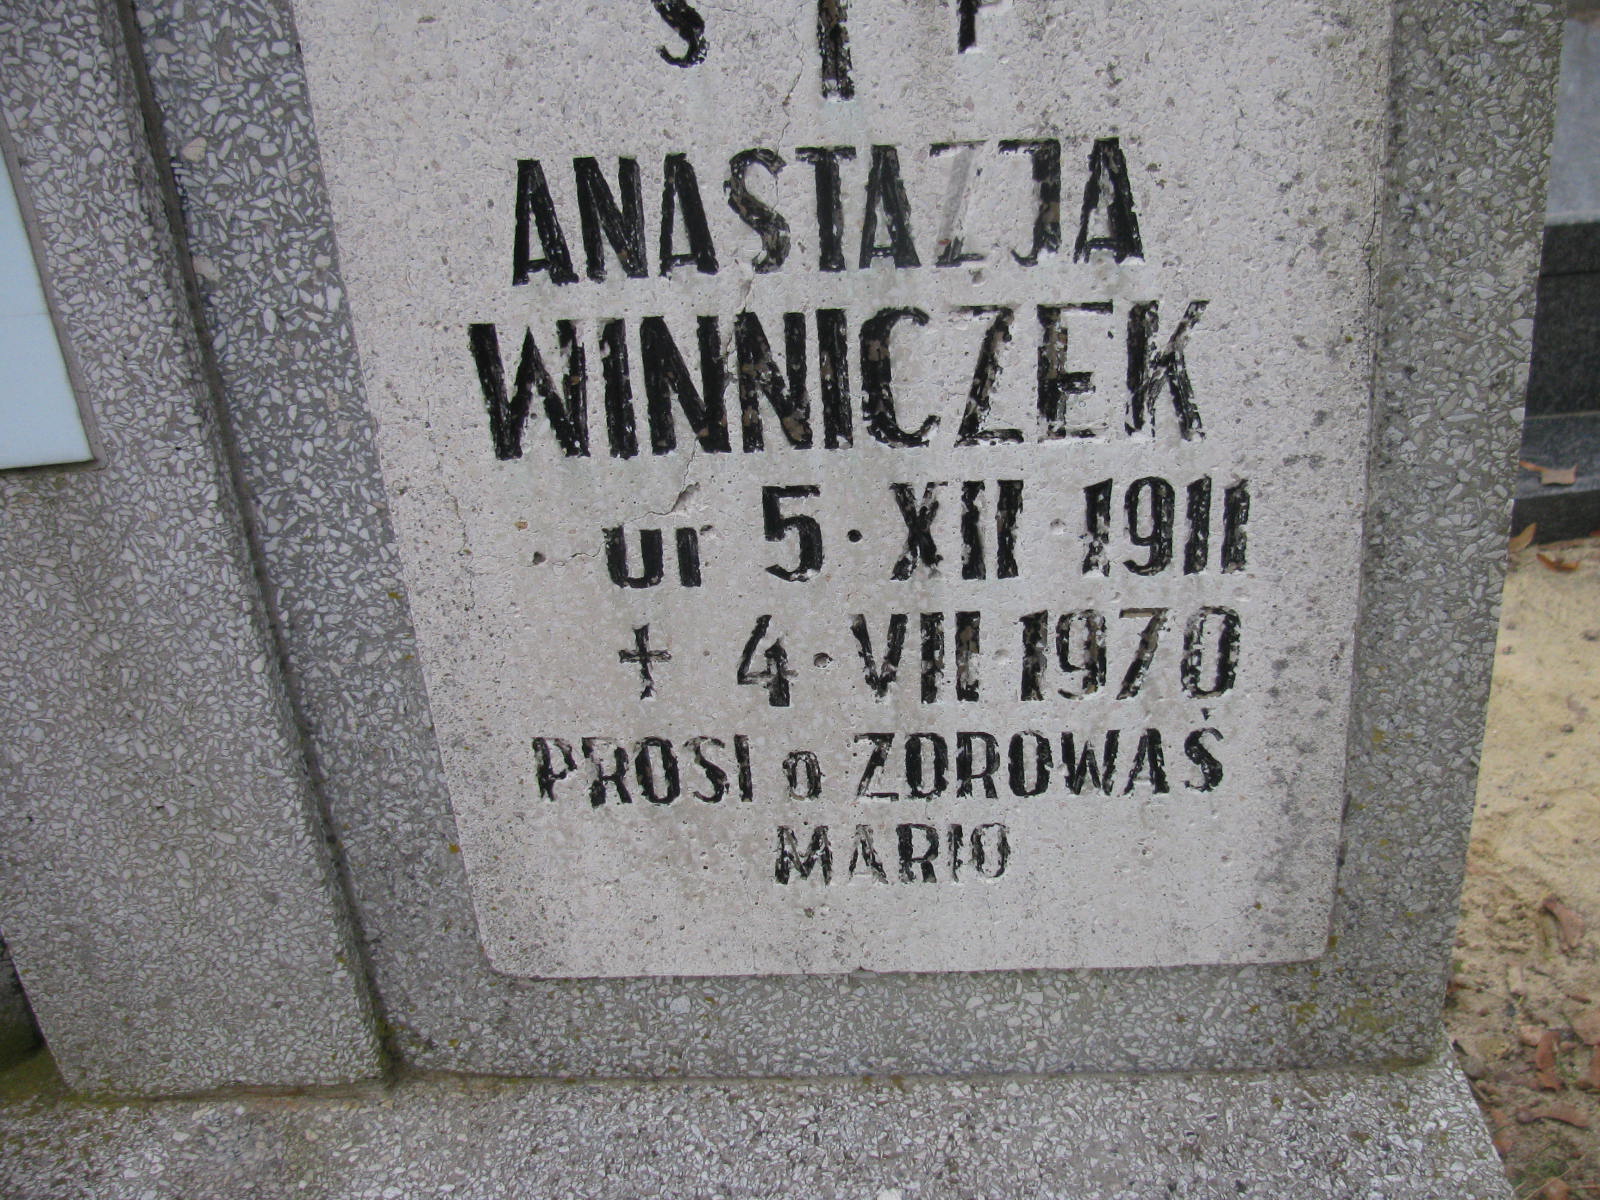 S † P
ANASTAZJA
WINNICZEK
ur 5 · XII · 1911
+ 4 · VII · 1970
PROSI o ZDROWAŚ
MARIO